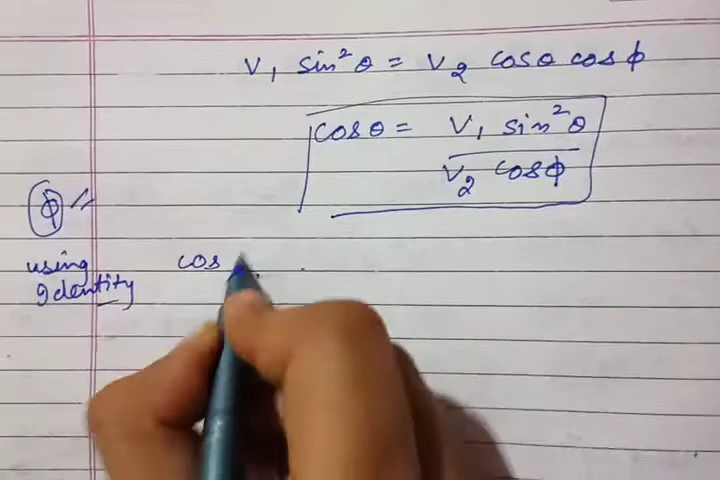 V₁ sin²θ = V₂ cosθ cosϕ
cosθ = V₁ sin²θ
V₂ cosϕ
ϕ
using cos
Identity